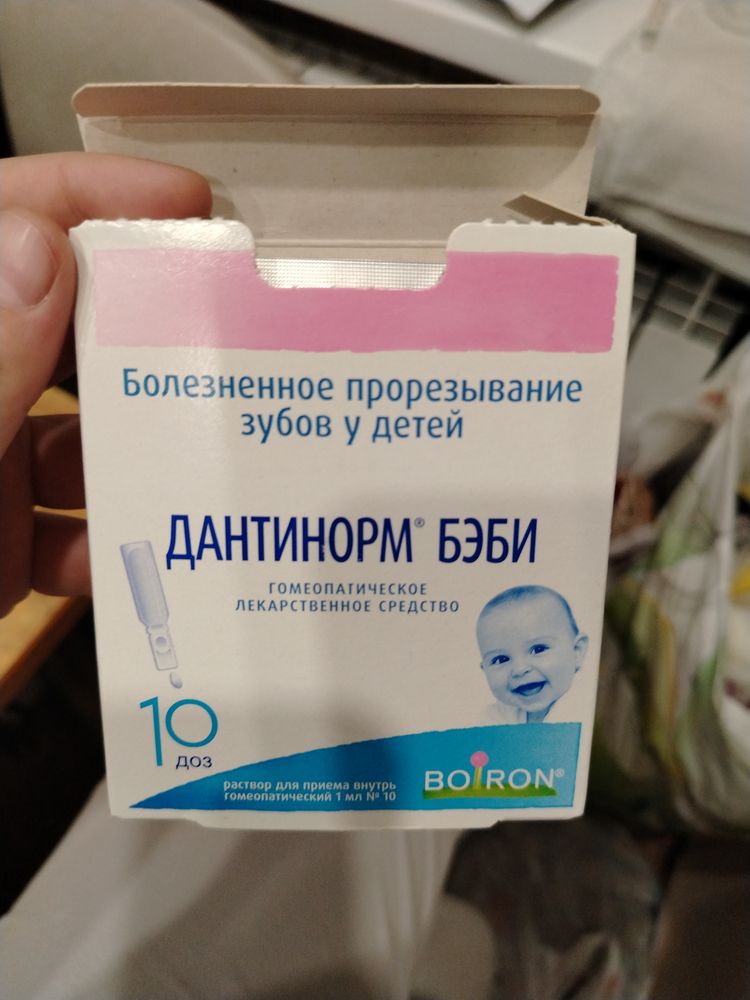 Болезненное прорезывание
зубов у детей
ДАНТИНОРМ® БЭБИ
ГОМЕОПАТИЧЕСКОЕ
ЛЕКАРСТВЕННОЕ СРЕДСТВО
10
ДОЗ
раствор для приема внутрь
гомеопатический 1 мл № 10
BOIRON®